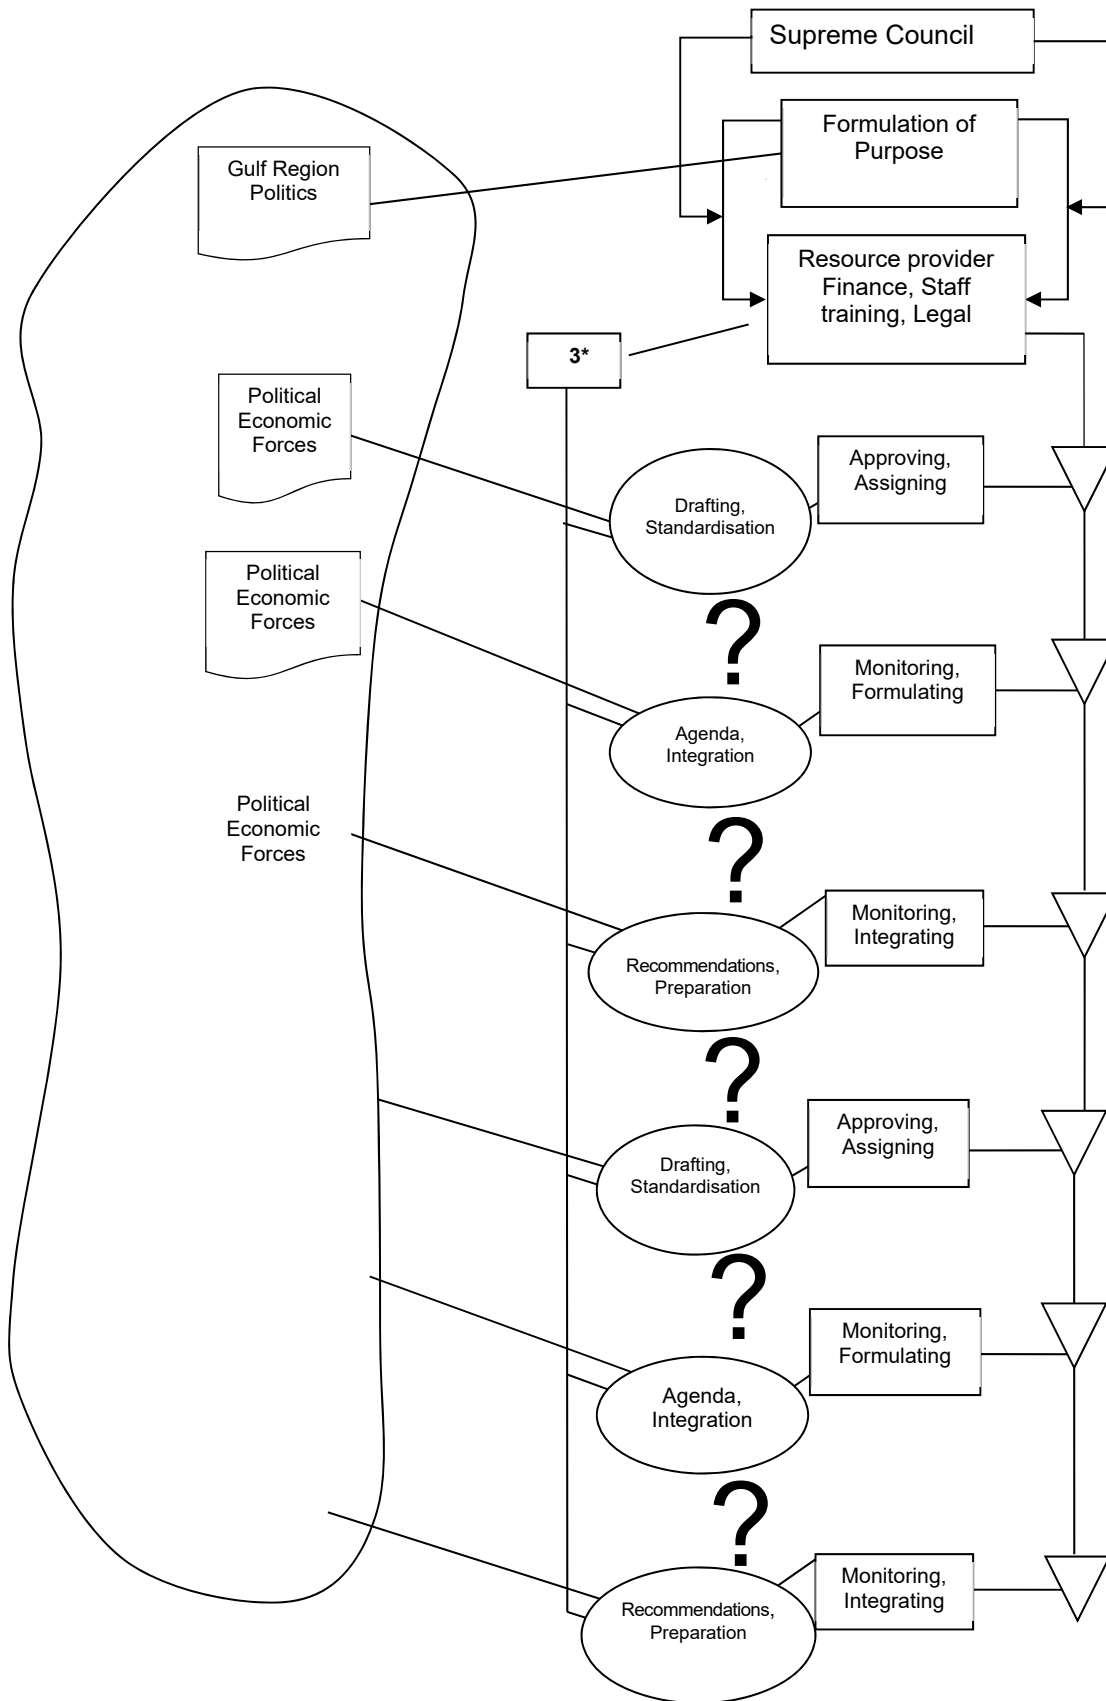 Supreme Council
Formulation of
Purpose
Gulf Region
Politics
Resource provider
Finance, Staff
training, Legal
3*
Political
Economic
Forces
Approving,
Assigning
Drafting,
Standardisation
Political
Economic
Forces
?
Monitoring,
Formulating
Agenda,
Integration
Political
Economic
Forces
?
Monitoring,
Integrating
Recommendations,
Preparation
?
Approving,
Assigning
Drafting,
Standardisation
?
Monitoring,
Formulating
Agenda,
Integration
?
Monitoring,
Integrating
Recommendations,
Preparation